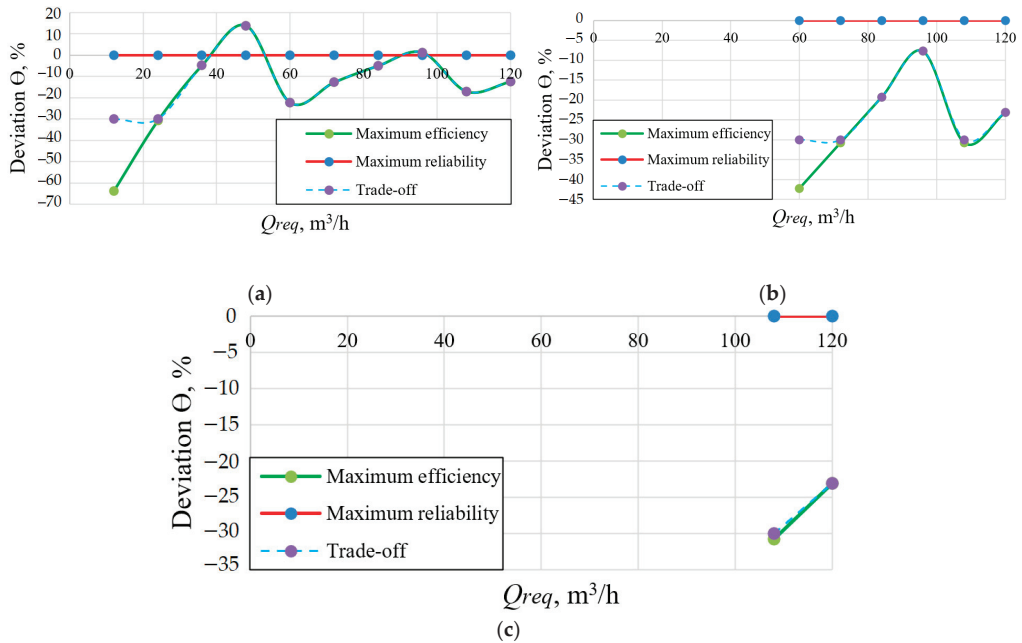 20
10
0
−10
−20
−30
−40
−50
−60
−70
0 20 40 60 80 100 120
Deviation ϴ, %
Maximum efficiency
Maximum reliability
Trade-off
Qreq, m³/h
(a)
0
−5
−10
−15
−20
−25
−30
−35
−40
−45
0 20 40 60 80 100 120
Deviation ϴ, %
Maximum efficiency
Maximum reliability
Trade-off
Qreq, m³/h
(b)
0
−5
−10
−15
−20
−25
−30
−35
0 20 40 60 80 100 120
Deviation ϴ, %
Maximum efficiency
Maximum reliability
Trade-off
Qreq, m³/h
(c)